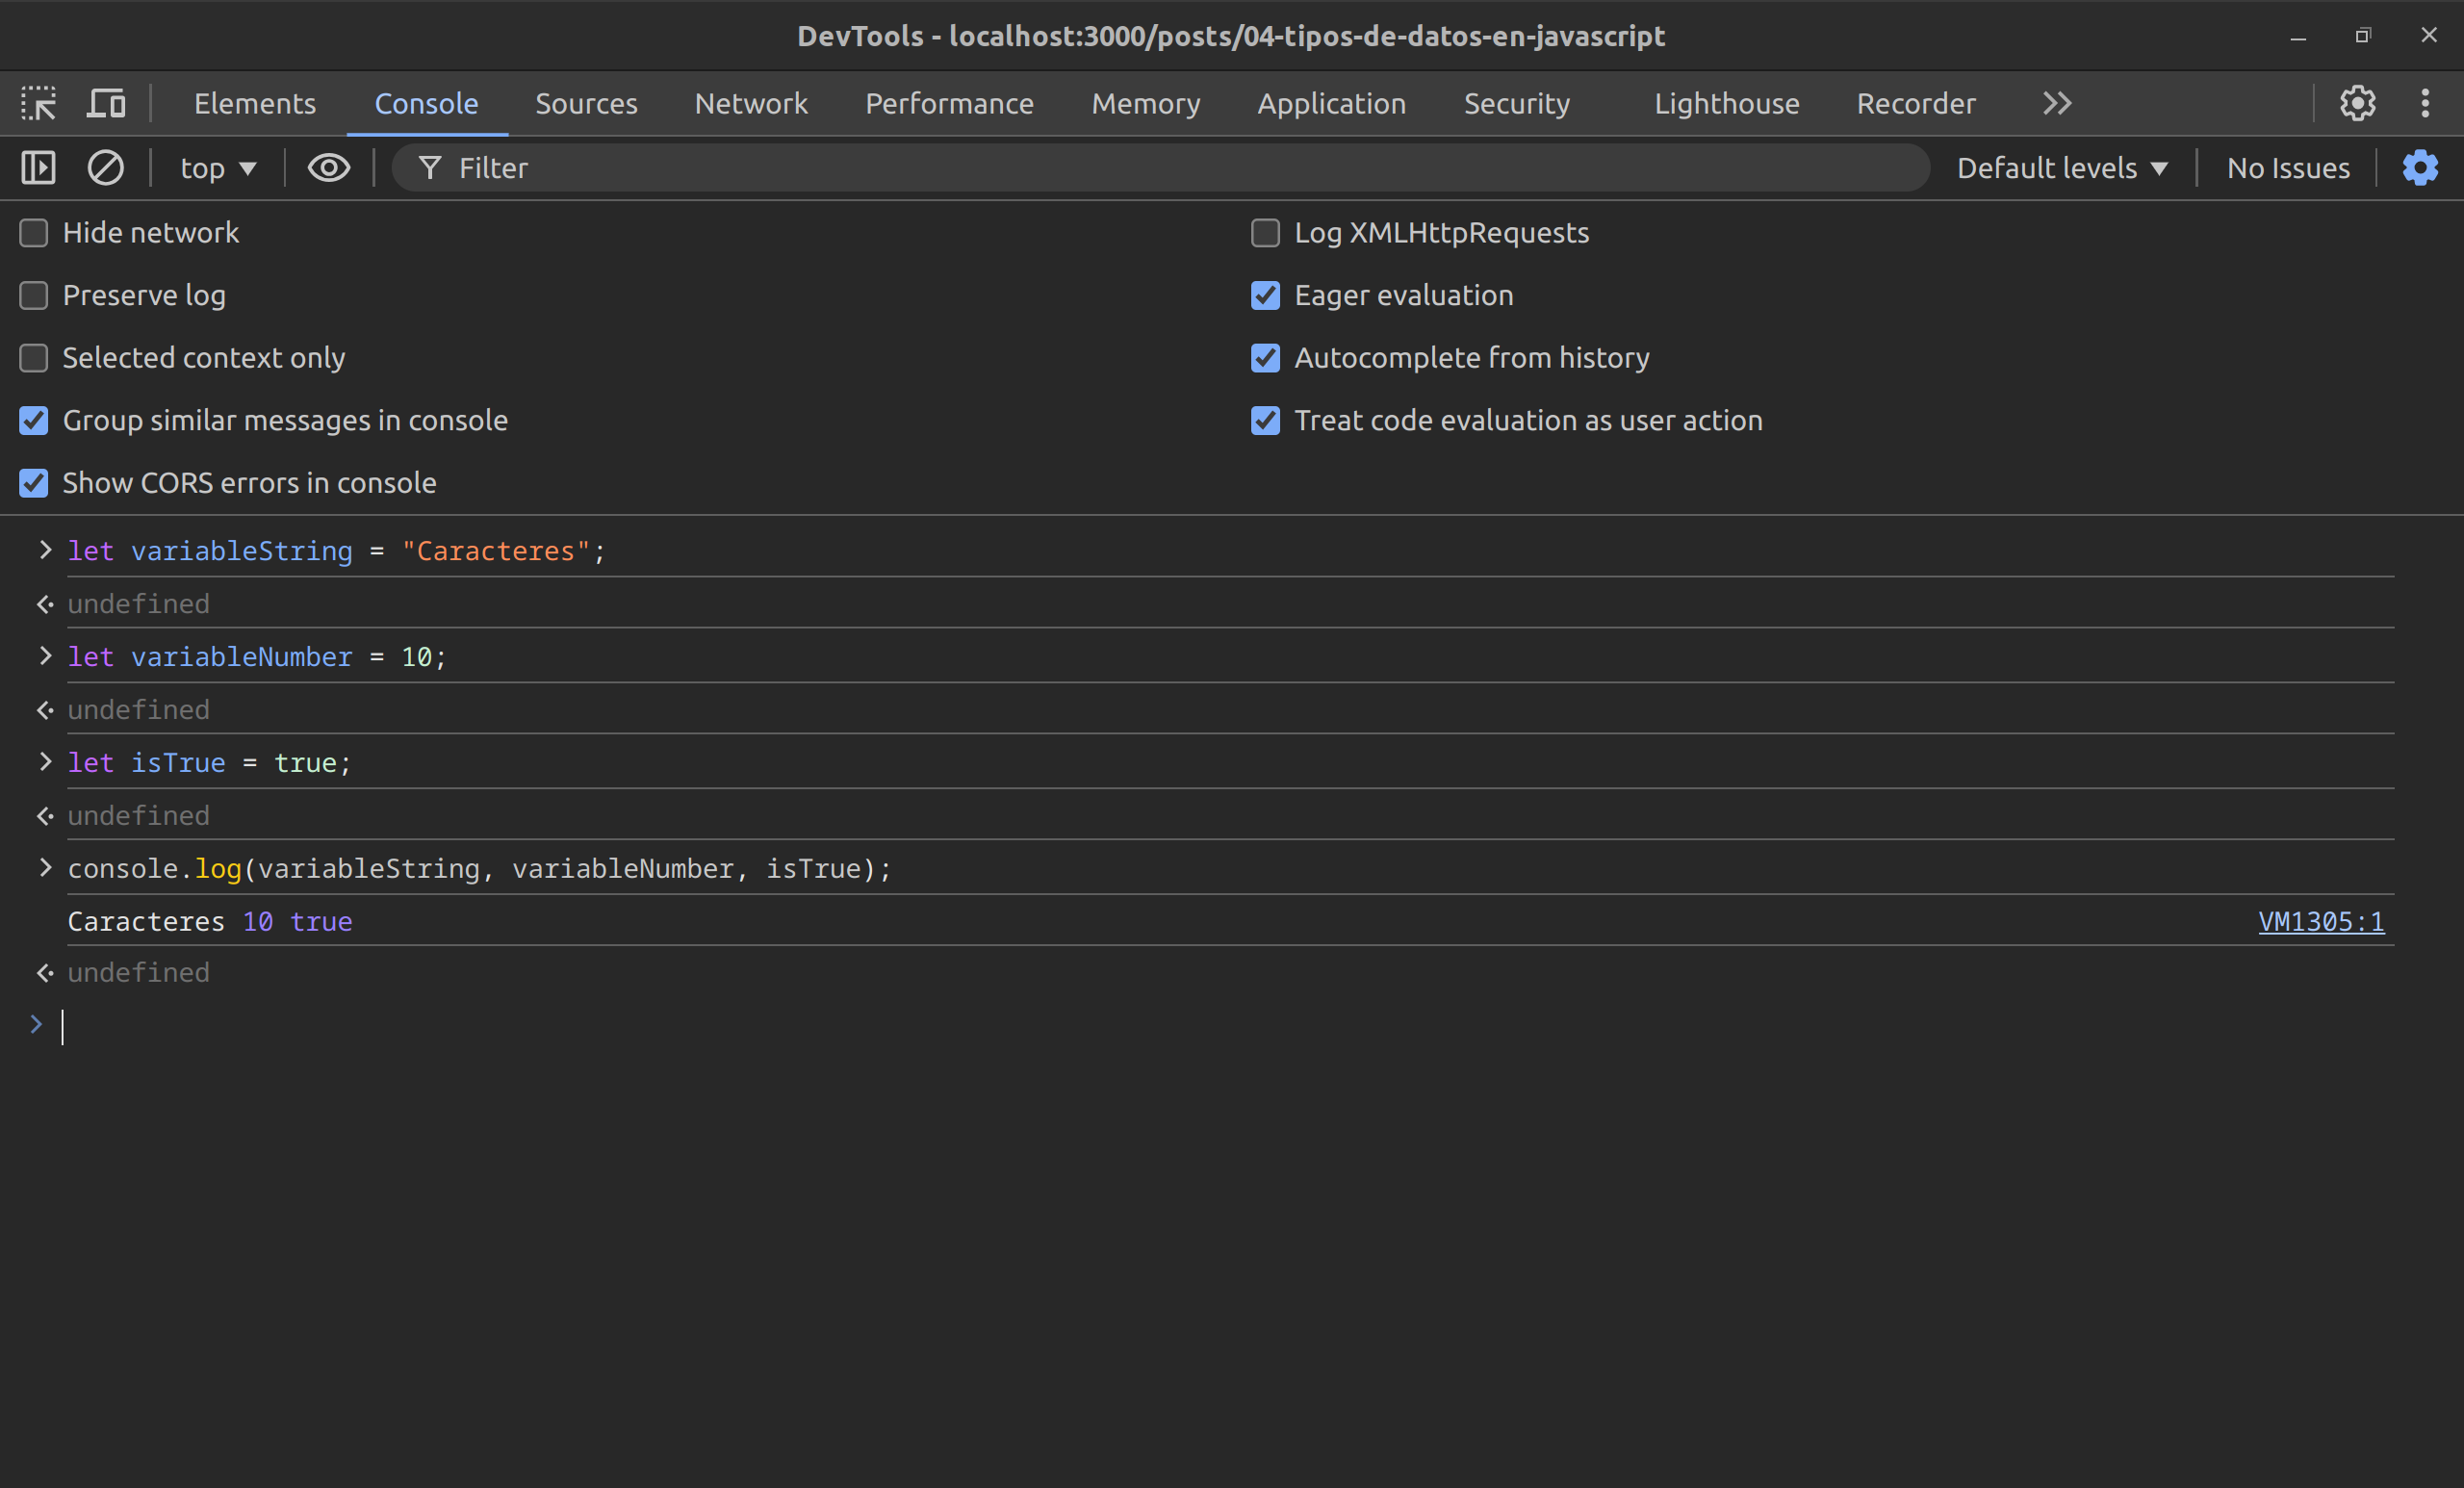 DevTools - localhost:3000/posts/04-tipos-de-datos-en-javascript
Elements Console Sources Network Performance Memory Application Security Lighthouse Recorder
top Filter Default levels No Issues
Hide network Log XMLHttpRequests
Preserve log Eager evaluation
Selected context only Autocomplete from history
Group similar messages in console Treat code evaluation as user action
Show CORS errors in console
let variableString = "Caracteres";
undefined
let variableNumber = 10;
undefined
let isTrue = true;
undefined
console.log(variableString, variableNumber, isTrue);
Caracteres 10 true VM1305:1
undefined